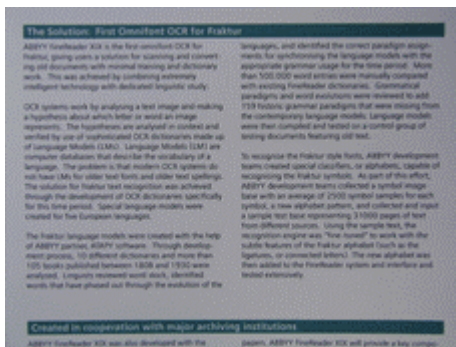 The Solution: First Omnifont OCR for Fraktur
ABBYY FineReader XIX is the first omnifont OCR for
Fraktur, giving users a solution for scanning and convert-
ing old documents with minimal training and dictionary
work. This was achieved by combining extremely
intelligent technology with dedicated linguistic study.
OCR systems work by analysing a text image and making
a hypothesis about which letter or word an image
represents. The hypotheses are analysed in context and
verified by use of sophisticated OCR dictionaries made up
of Language Models (LMs). Language Models (LM) are
computer databases that describe the vocabulary of a
language. The problem is that modern OCR systems do
not have LMs for older text fonts and older text spellings.
The solution for fraktur text recognition was achieved
through the development of OCR dictionaries specifically
for this time period. Special language models were
created for five European languages.
The Fraktur language models were created with the help
of ABBYY partner, ATAPY software. Through develop-
ment process, 10 different dictionaries and more than
105 books published between 1808 and 1930 were
analysed. Linguists reviewed word stock, identified
words that have phased out through the evolution of the
languages, and identified the correct paradigm assign-
ments for synchronising the language models with the
appropriate grammar usage for the time period. More
than 500,000 word entries were manually compared
with existing FineReader dictionaries. Grammatical
paradigms and word evolutions were reviewed to add
159 historic grammar paradigms that were missing from
the contemporary language models. Language models
were then compiled and tested on a control group of
testing documents featuring old text.
To recognize the Fraktur style fonts, ABBYY development
teams created special classifiers, or alphabets, capable of
recognising the Fraktur symbols. As part of this effort,
ABBYY development teams collected a symbol image
base with an average of 2500 symbol samples for each
symbol, a new alphabet pattern, and collected and input
a sample text base representing 31000 pages of text
from different sources. Using the sample text, the
recognition engine was "fine-tuned" to work with the
subtle features of the Fraktur alphabet (such as the
ligatures, or connected letters). The new alphabet was
then added to the FineReader system and interface and
tested extensively.
Created in cooperation with major archiving institutions
ABBYY FineReader XIX was also developed with the
papers. ABBYY FineReader XIX will provide a key